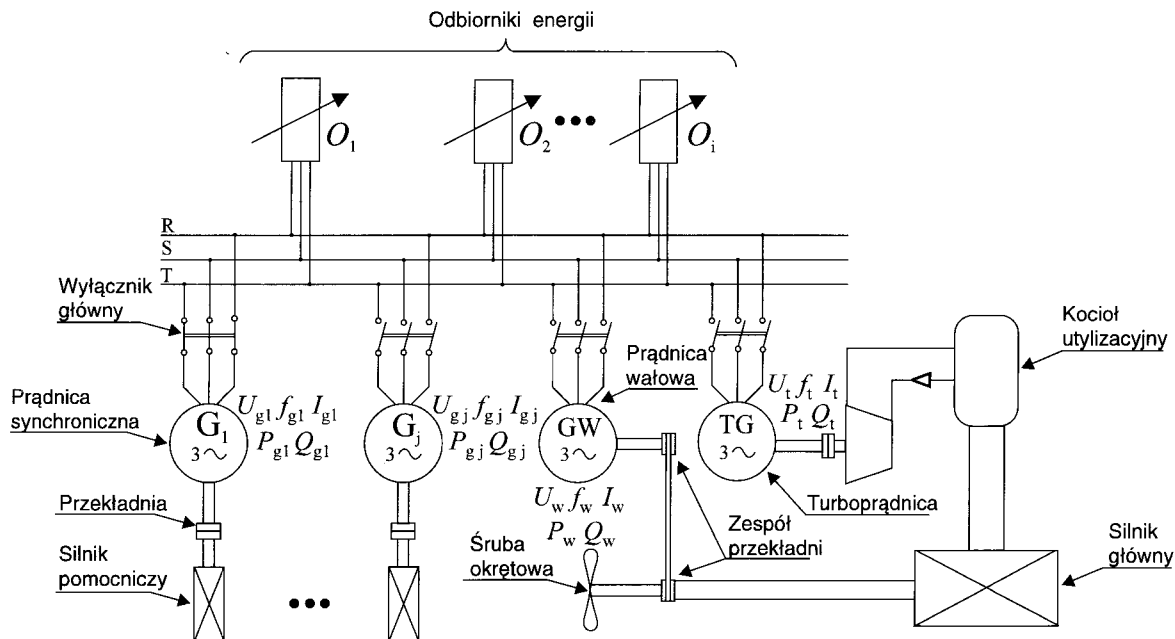 Odbiorniki energii
O1
O2
Oi
R
S
T
Wyłącznik
główny
Prądnica
wałowa
Kocioł
utylizacyjny
Prądnica
synchroniczna
G1
3~
Ug1 fg1 Ig1
Pg1 Qg1
Gj
3~
Ugj fgj Igj
Pgj Qgj
GW
3~
Uw fw Iw
Pw Qw
TG
3~
Ut ft It
Pt Qt
Turboprądnica
Przekładnia
Silnik
pomocniczy
Śruba
okrętowa
Zespół
przekładni
Silnik
główny